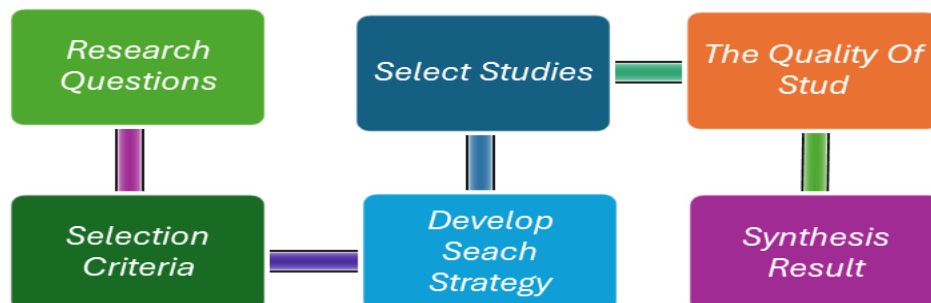 Research
Questions
Selection
Criteria
Develop
Seach
Strategy
Select Studies
The Quality Of
Stud
Synthesis
Result